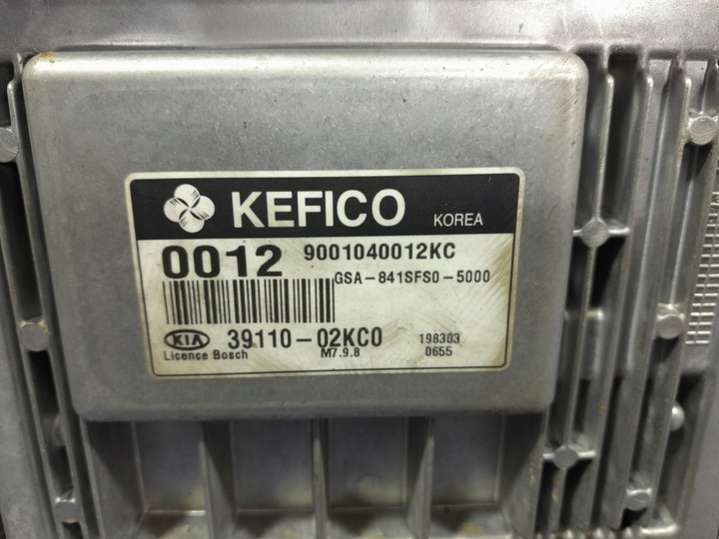 KEFICO KOREA
0012 9001040012KC
GSA-841SFS0-5000
KIA 39110-02KC0 198303
Licence Bosch M7.9.8 0655